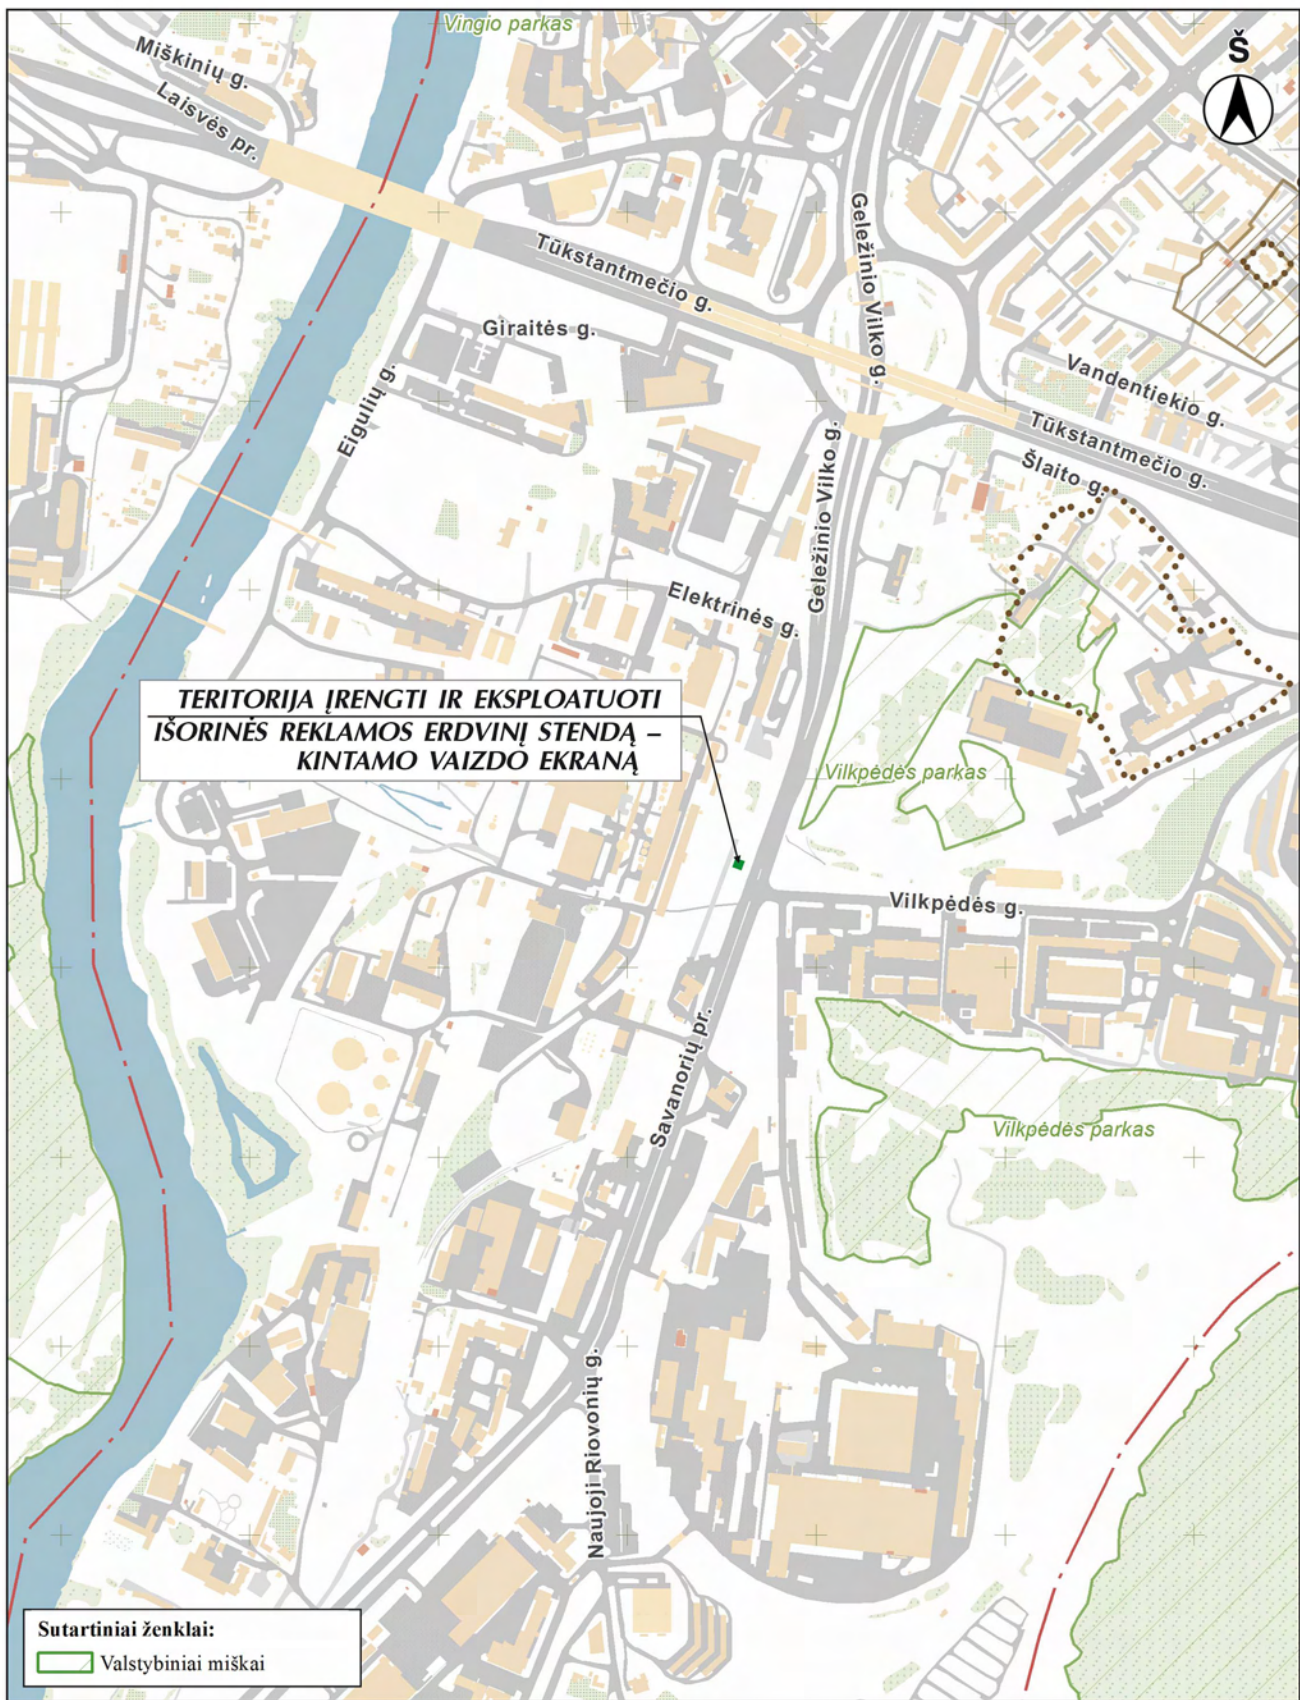 Vingio parkas
Š
Miškinių g.
Laisvės pr.
Geležinio Vilko g.
Tūkstantmečio g.
Giraitės g.
Vandentiekio g.
Eigulių g.
Tūkstantmečio g.
Šlaito g.
Geležinio Vilko g.
Elektrinės g.
TERITORIJA ĮRENGTI IR EKSPLOATUOTI
IŠORINĖS REKLAMOS ERDVINĮ STENDĄ –
KINTAMO VAIZDO EKRANĄ
Vilkpėdės parkas
Vilkpėdės g.
Savanorių pr.
Vilkpėdės parkas
Naujoji Riovonių g.
Sutartiniai ženklai:
Valstybiniai miškai